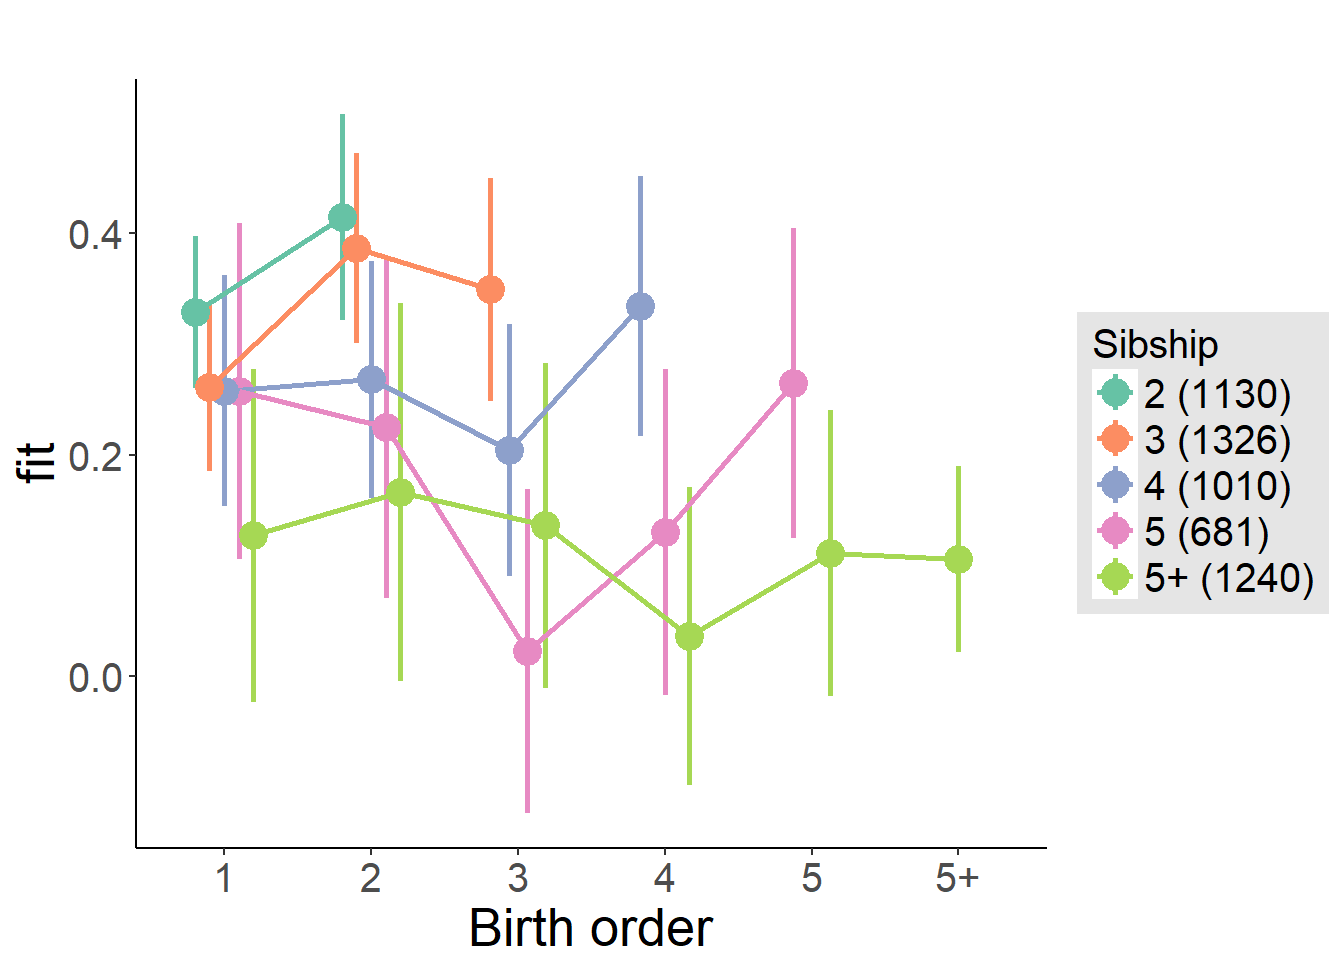 fit
0.4
0.2
0.0
1 2 3 4 5 5+
Birth order
Sibship
2 (1130)
3 (1326)
4 (1010)
5 (681)
5+ (1240)